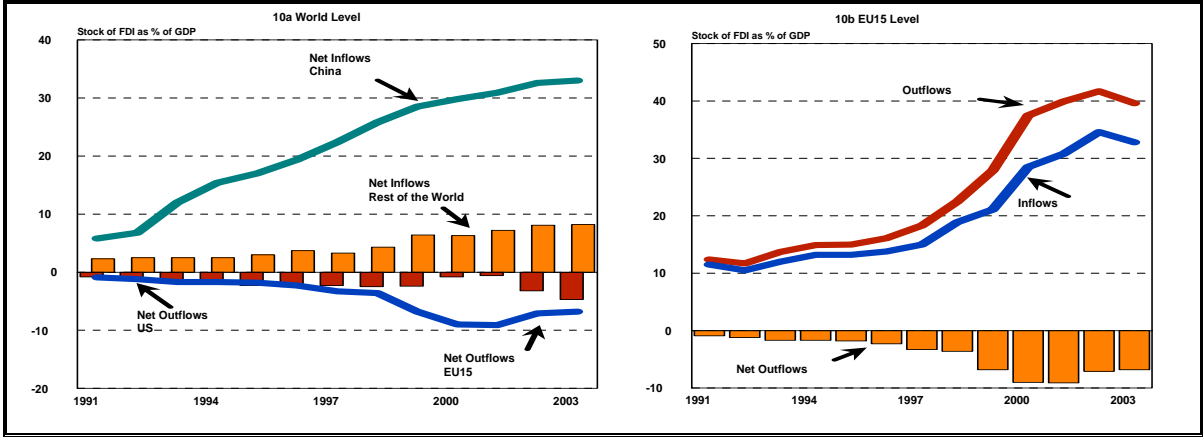 10a World Level
Stock of FDI as % of GDP
40
30
20
10
0
-10
-20
Net Inflows
China
Net Inflows
Rest of the World
Net Outflows
US
Net Outflows
EU15
1991
1994
1997
2000
2003
10b EU15 Level
Stock of FDI as % of GDP
50
40
30
20
10
0
-10
Outflows
Inflows
Net Outflows
1991
1994
1997
2000
2003